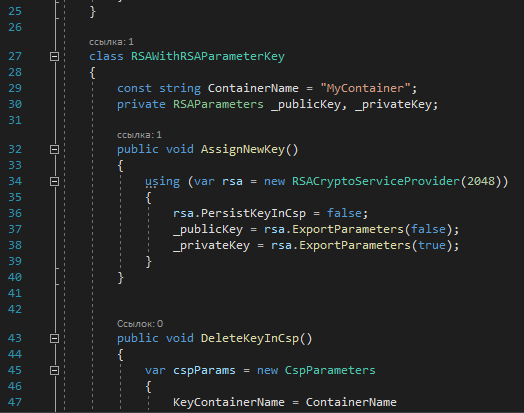 25 }
26
ссылка: 1
27 class RSAWithRSAParameterKey
28 {
29 const string ContainerName = "MyContainer";
30 private RSAParameters _publicKey, _privateKey;
31
ссылка: 1
32 public void AssignNewKey()
33 {
34 using (var rsa = new RSACryptoServiceProvider(2048))
35 {
36 rsa.PersistKeyInCsp = false;
37 _publicKey = rsa.ExportParameters(false);
38 _privateKey = rsa.ExportParameters(true);
39 }
40 }
41
42
Ссылок: 0
43 public void DeleteKeyInCsp()
44 {
45 var cspParams = new CspParameters
46 {
47 KeyContainerName = ContainerName